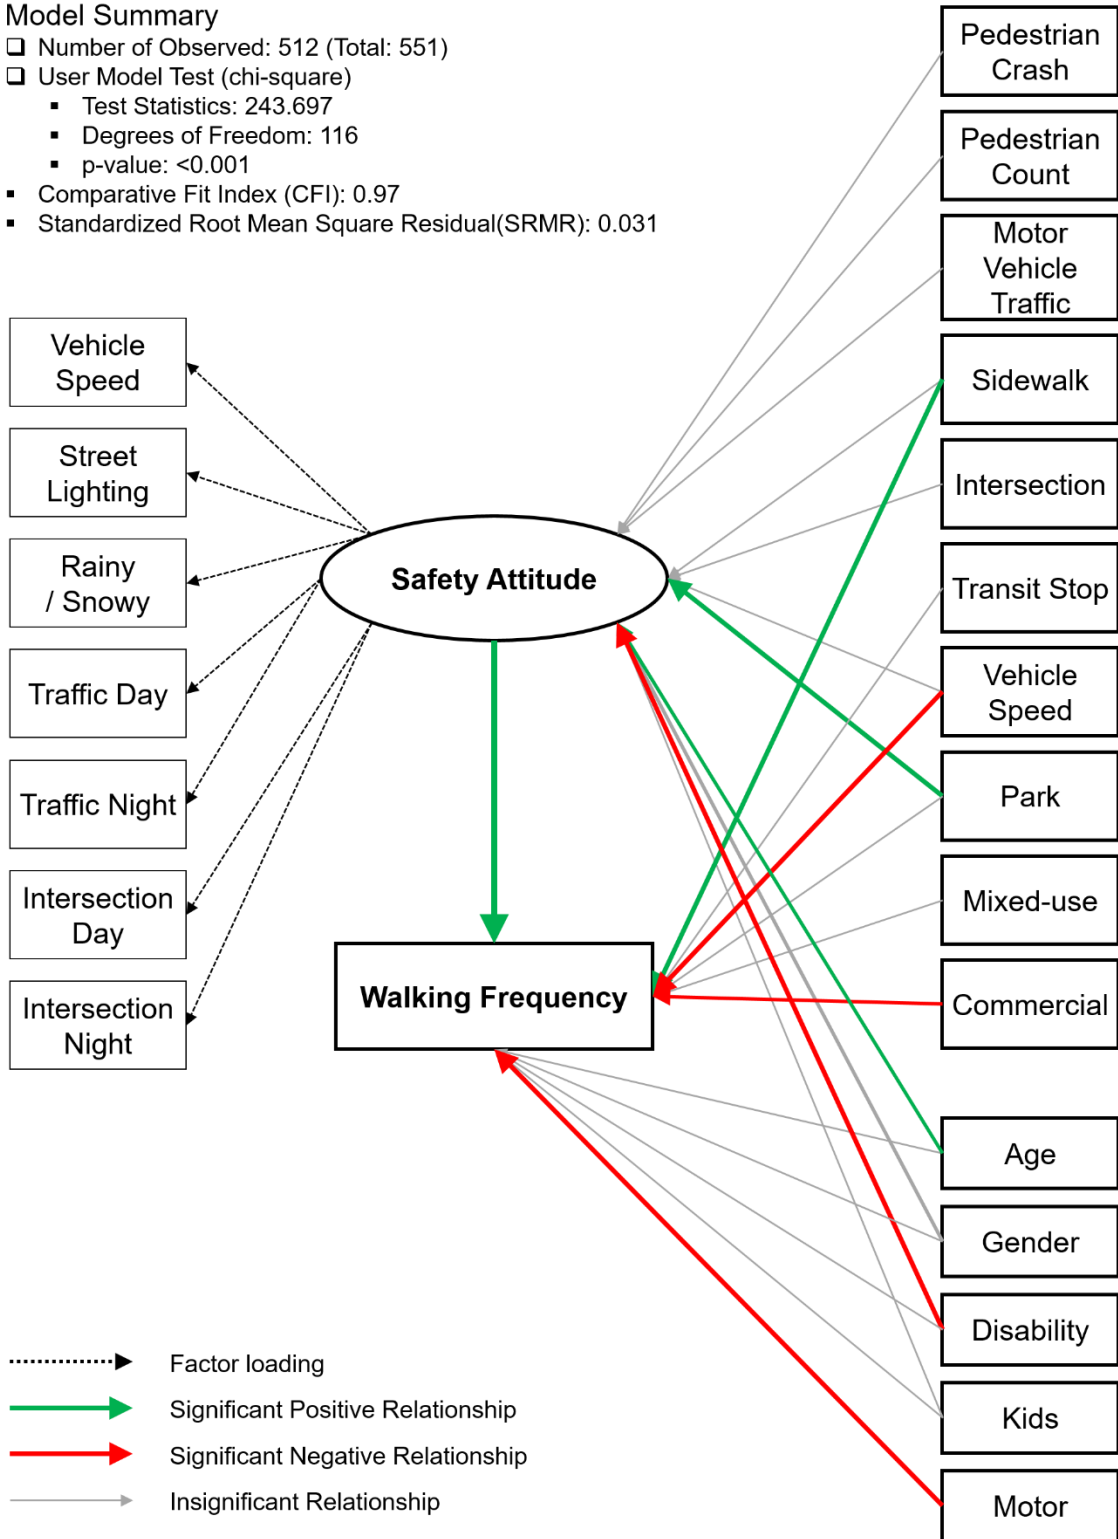 Model Summary
❑ Number of Observed: 512 (Total: 551)
❑ User Model Test (chi-square)
▪ Test Statistics: 243.697
▪ Degrees of Freedom: 116
▪ p-value: <0.001
▪ Comparative Fit Index (CFI): 0.97
▪ Standardized Root Mean Square Residual(SRMR): 0.031
Vehicle
Speed
Street
Lighting
Rainy
/ Snowy
Traffic Day
Traffic Night
Intersection
Day
Intersection
Night
Safety Attitude
Walking Frequency
Pedestrian
Crash
Pedestrian
Count
Motor
Vehicle
Traffic
Sidewalk
Intersection
Transit Stop
Vehicle
Speed
Park
Mixed-use
Commercial
Age
Gender
Disability
Kids
Motor
Factor loading
Significant Positive Relationship
Significant Negative Relationship
Insignificant Relationship